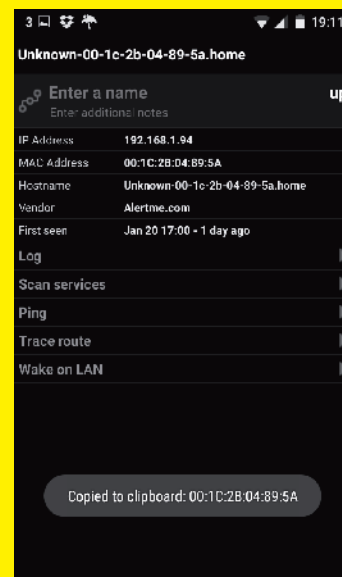 3 19:11
Unknown-00-1c-2b-04-89-5a.home
Enter a name up
Enter additional notes
IP Address 192.168.1.94
MAC Address 00:1C:2B:04:89:5A
Hostname Unknown-00-1c-2b-04-89-5a.home
Vendor Alertme.com
First seen Jan 20 17:00 - 1 day ago
Log
Scan services
Ping
Trace route
Wake on LAN
Copied to clipboard: 00:1C:2B:04:89:5A